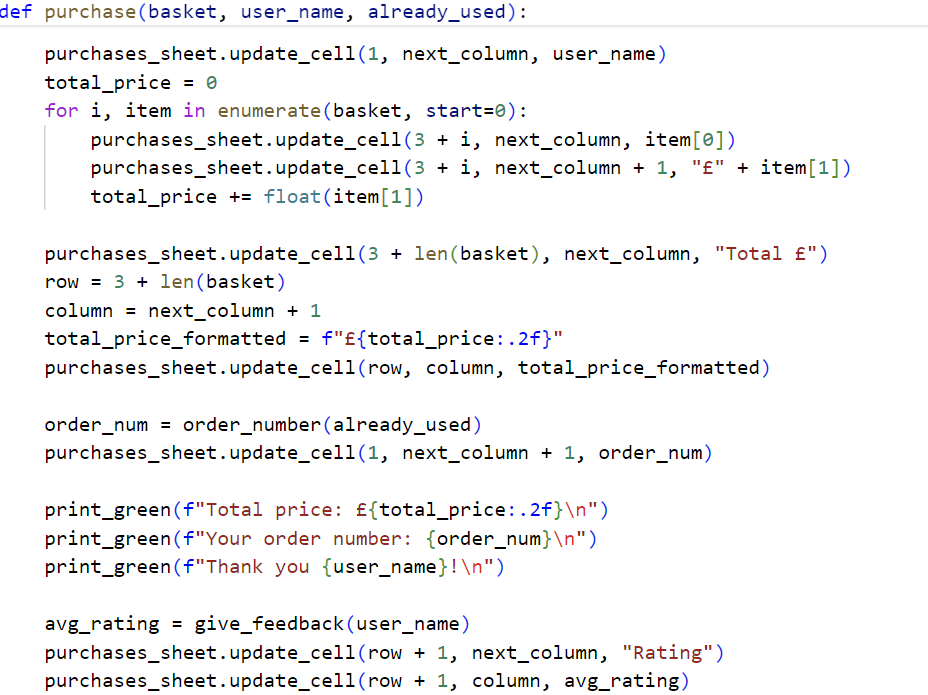 def purchase(basket, user_name, already_used):
purchases_sheet.update_cell(1, next_column, user_name)
total_price = 0
for i, item in enumerate(basket, start=0):
purchases_sheet.update_cell(3 + i, next_column, item[0])
purchases_sheet.update_cell(3 + i, next_column + 1, "£" + item[1])
total_price += float(item[1])
purchases_sheet.update_cell(3 + len(basket), next_column, "Total £")
row = 3 + len(basket)
column = next_column + 1
total_price_formatted = f"£{total_price:.2f}"
purchases_sheet.update_cell(row, column, total_price_formatted)
order_num = order_number(already_used)
purchases_sheet.update_cell(1, next_column + 1, order_num)
print_green(f"Total price: £{total_price:.2f}\n")
print_green(f"Your order number: {order_num}\n")
print_green(f"Thank you {user_name}!\n")
avg_rating = give_feedback(user_name)
purchases_sheet.update_cell(row + 1, next_column, "Rating")
purchases_sheet.update_cell(row + 1, column, avg_rating)